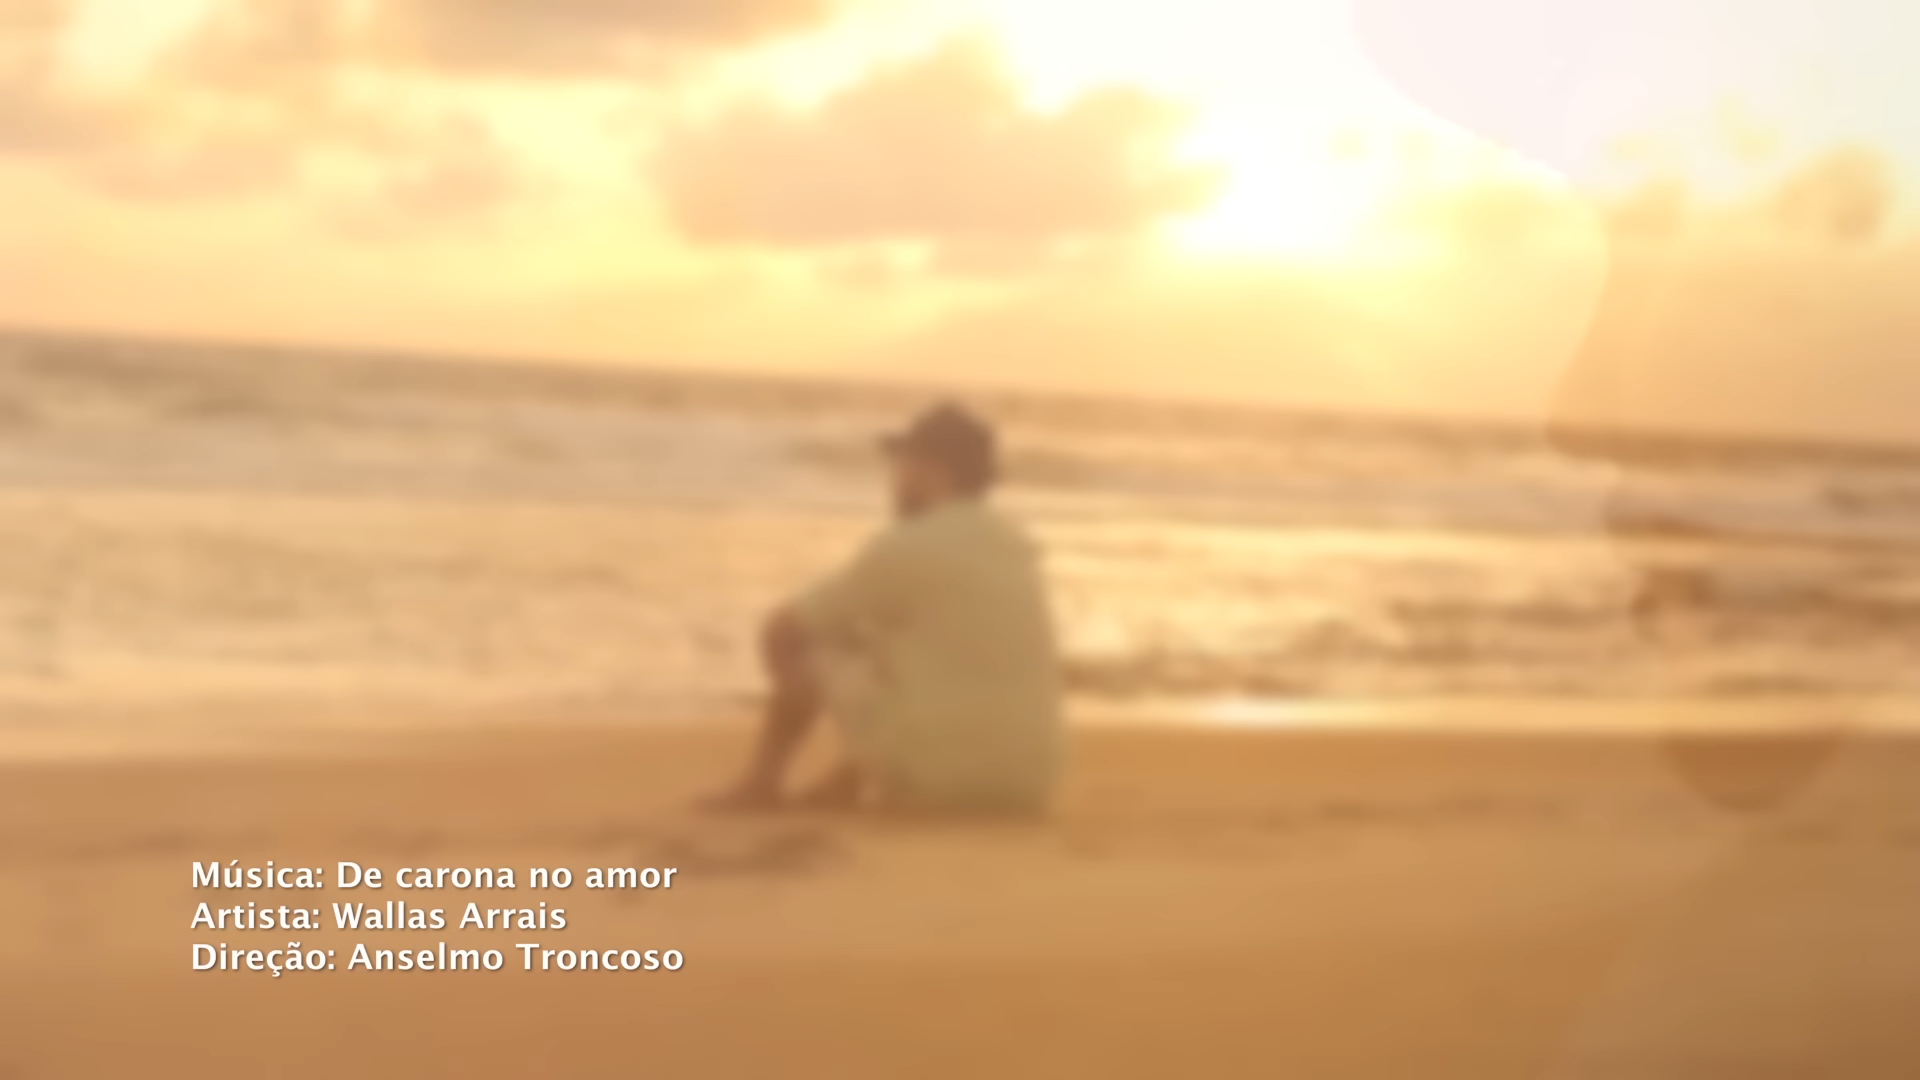 Música: De carona no amor
Artista: Wallas Arrais
Direção: Anselmo Troncoso